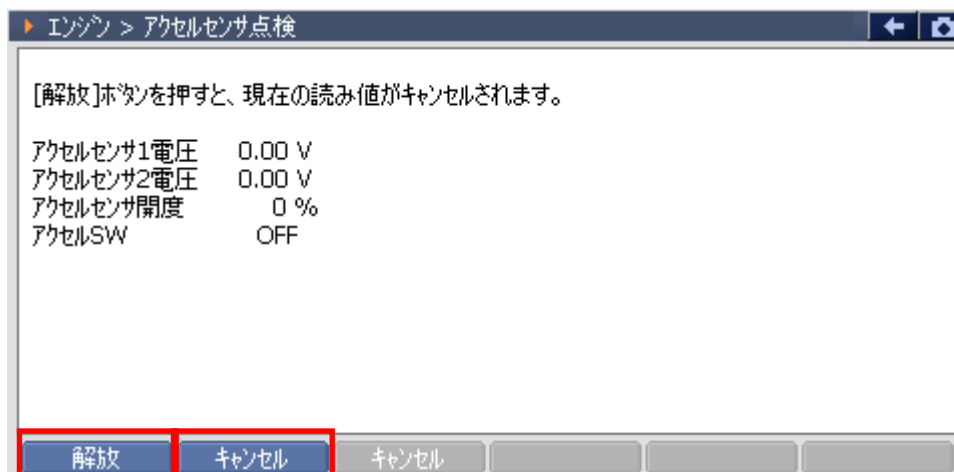 エンジン > アクセルセンサ点検
[解放]ボタンを押すと、現在の読み値がキャンセルされます。
アクセルセンサ1電圧 0.00 V
アクセルセンサ2電圧 0.00 V
アクセルセンサ開度 0 %
アクセルSW OFF
解放 キャンセル キャンセル